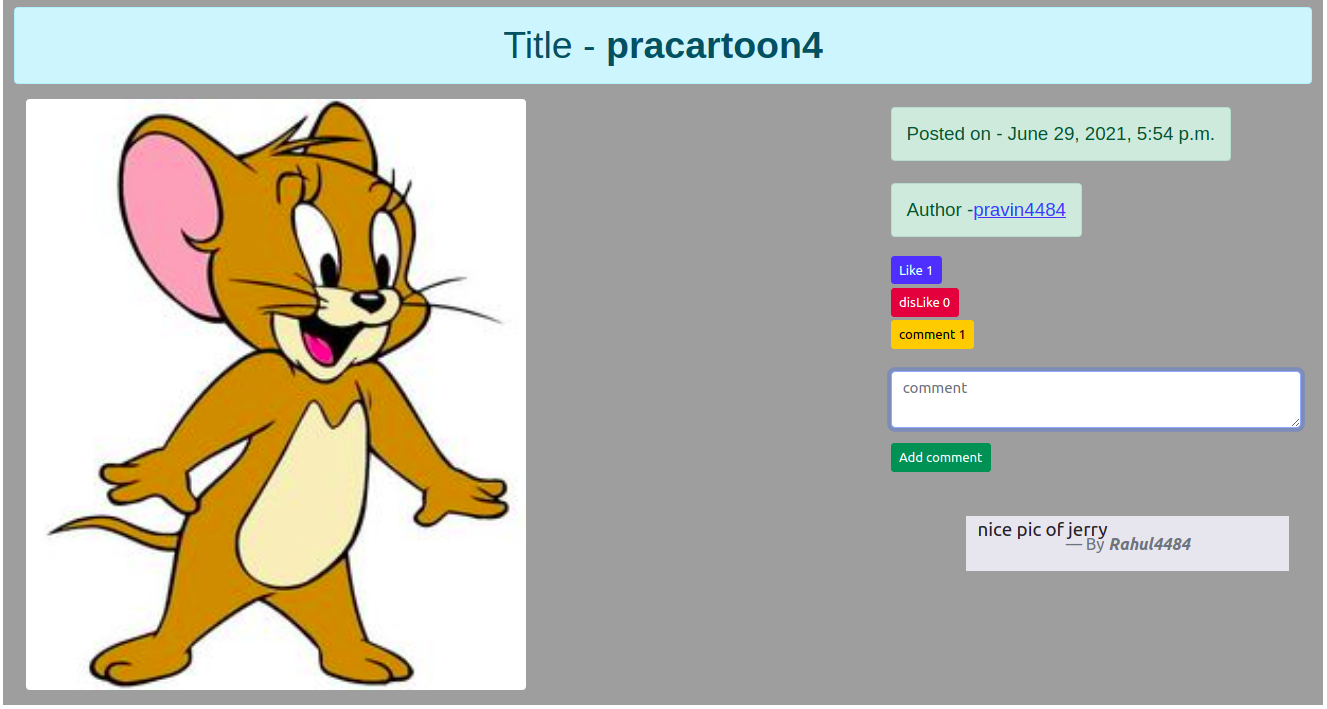 Title - pracartoon4
Posted on - June 29, 2021, 5:54 p.m.
Author -pravin4484
Like 1
disLike 0
comment 1
comment
Add comment
nice pic of jerry
— By Rahul4484